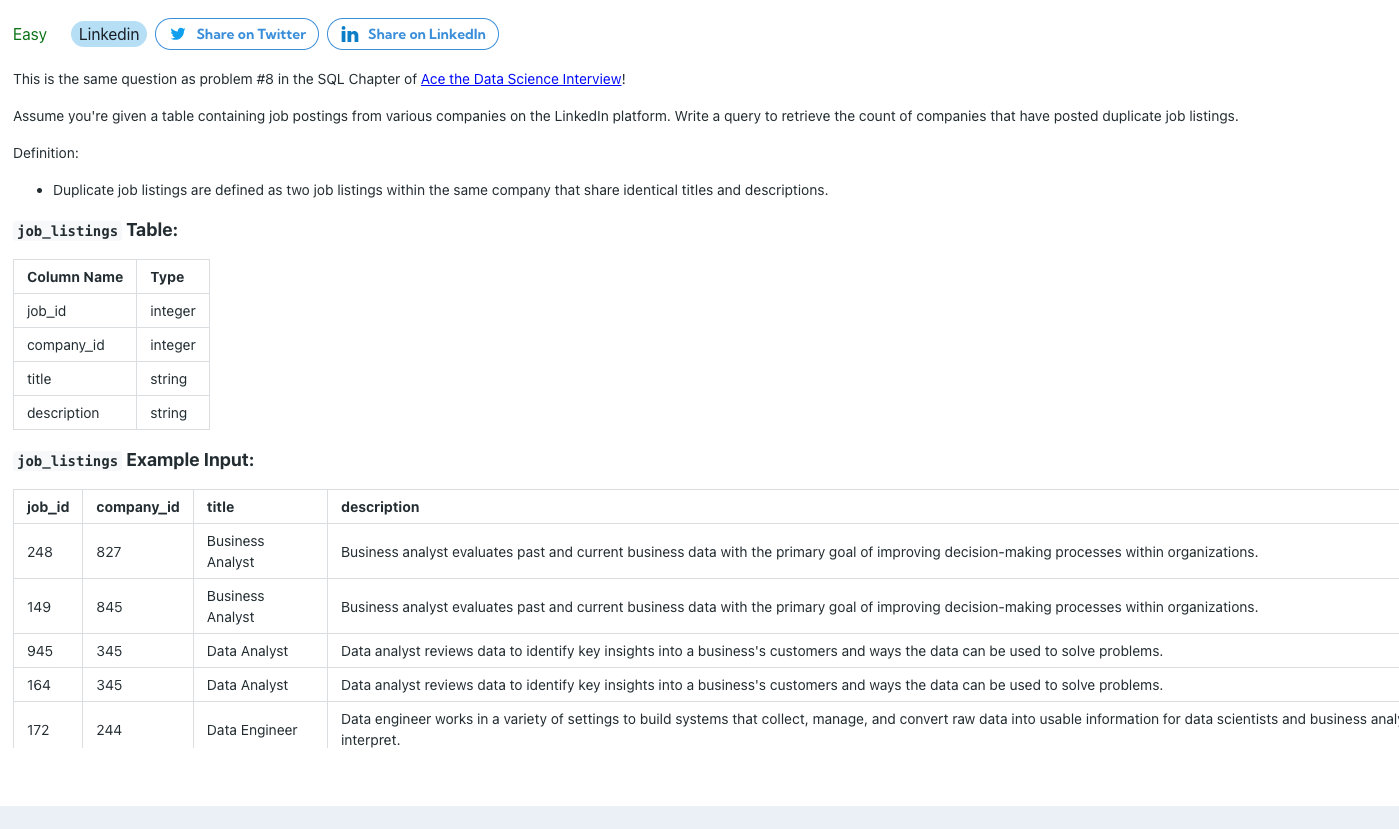 Easy Linkedin Share on Twitter Share on LinkedIn
This is the same question as problem #8 in the SQL Chapter of Ace the Data Science Interview!
Assume you're given a table containing job postings from various companies on the LinkedIn platform. Write a query to retrieve the count of companies that have posted duplicate job listings.
Definition:
• Duplicate job listings are defined as two job listings within the same company that share identical titles and descriptions.
job_listings Table:
Column Name Type
job_id integer
company_id integer
title string
description string
job_listings Example Input:
job_id company_id title description
248 827 Business Analyst Business analyst evaluates past and current business data with the primary goal of improving decision-making processes within organizations.
149 845 Business Analyst Business analyst evaluates past and current business data with the primary goal of improving decision-making processes within organizations.
945 345 Data Analyst Data analyst reviews data to identify key insights into a business's customers and ways the data can be used to solve problems.
164 345 Data Analyst Data analyst reviews data to identify key insights into a business's customers and ways the data can be used to solve problems.
172 244 Data Engineer Data engineer works in a variety of settings to build systems that collect, manage, and convert raw data into usable information for data scientists and business
interpret.